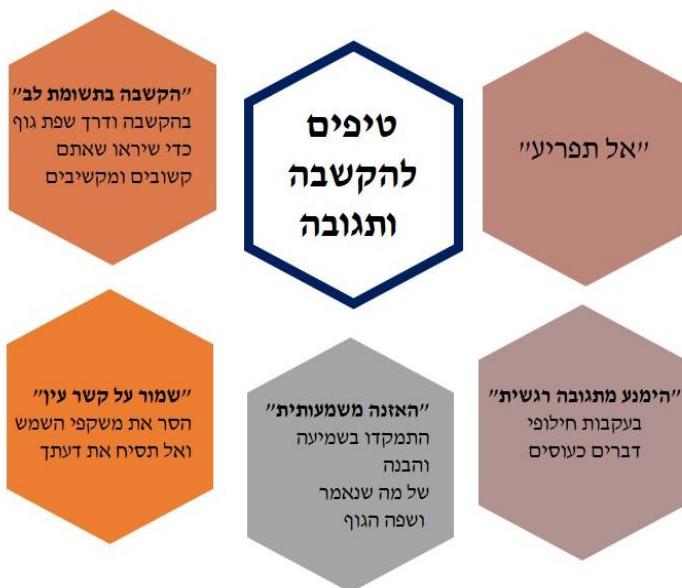 טיפים
להקשבה
ותגובה
"אל תפריע"
"הקשבה בתשומת לב"
בהקשבה ודרך שפת גוף
כדי שיראו שאתם
קשובים ומקשיבים
"הימנע מתגובה רגשית"
בעקבות חילופי
דברים כעוסים
"האזנה משמעותית"
התמקדו בשמיעה
והבנה
של מה שנאמר
ושפה הגוף
"שמור על קשר עין"
הסר את משקפי השמש
ואל תסיח את דעתך